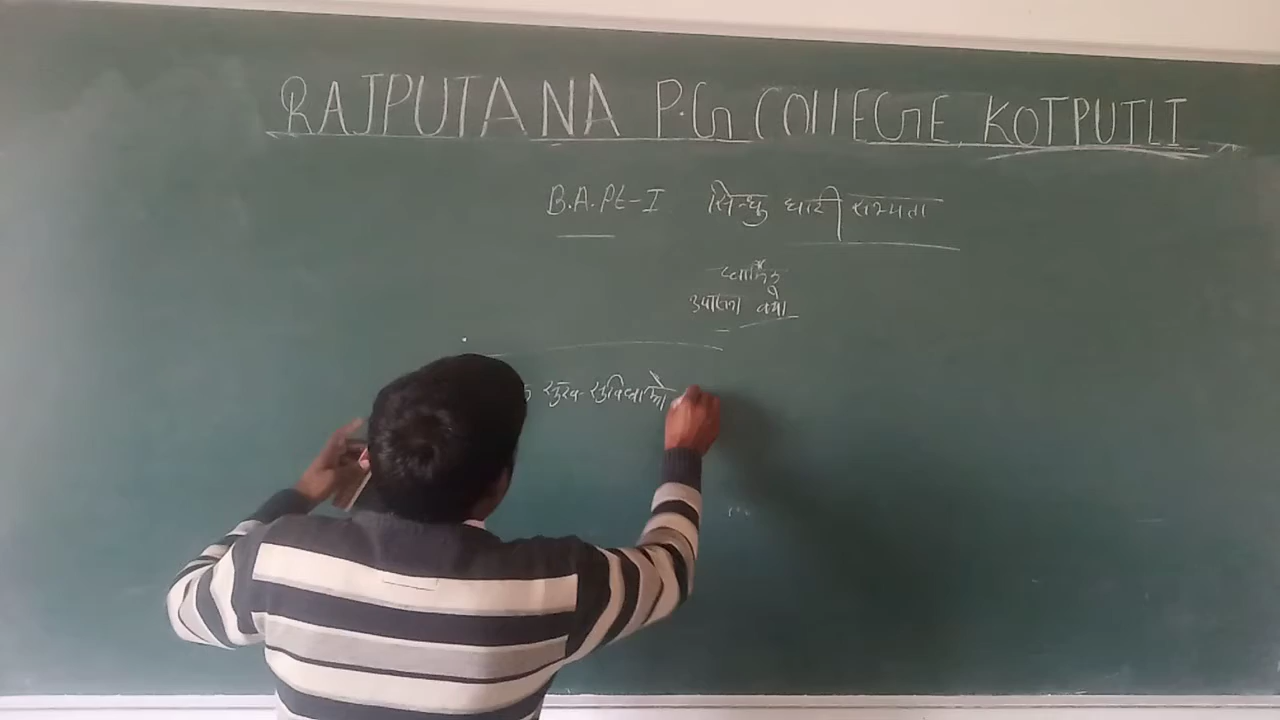 RAJPUTANA P.G COllEGE KOTPUTLI
B.A. Pt-I सिन्धु घाटी सभ्यता
धार्मिक
उपासना क्यो
सुख-सुविधाओ